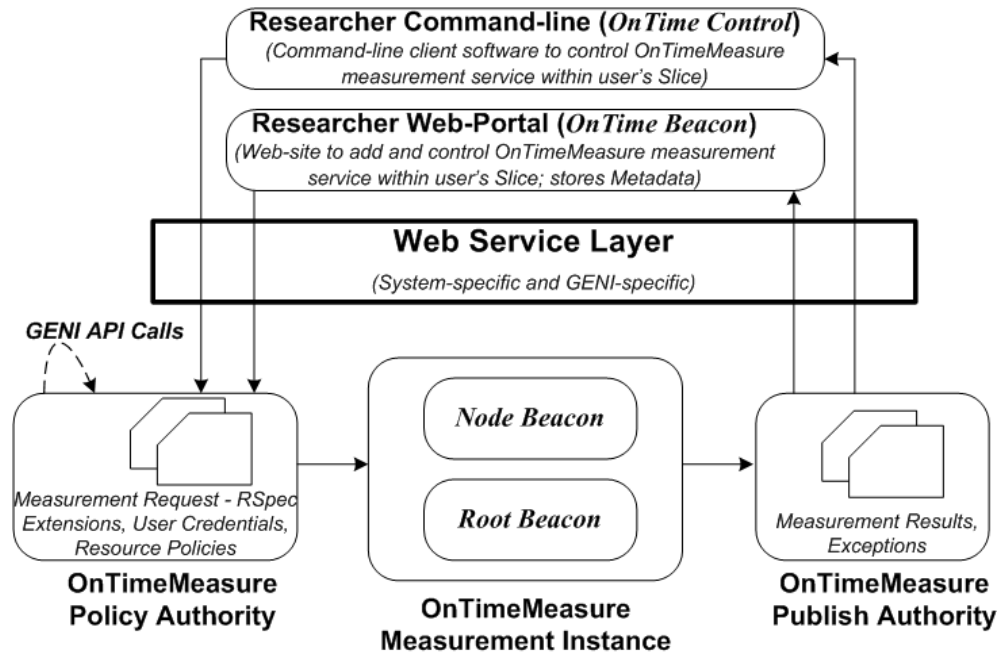 Researcher Command-line (OnTime Control)
(Command-line client software to control OnTimeMeasure
measurement service within user's Slice)
Researcher Web-Portal (OnTime Beacon)
(Web-site to add and control OnTimeMeasure measurement
service within user's Slice; stores Metadata)
Web Service Layer
(System-specific and GENI-specific)
GENI API Calls
Measurement Request - RSpec
Extensions, User Credentials,
Resource Policies
OnTimeMeasure
Policy Authority
Node Beacon
Root Beacon
OnTimeMeasure
Measurement Instance
Measurement Results,
Exceptions
OnTimeMeasure
Publish Authority